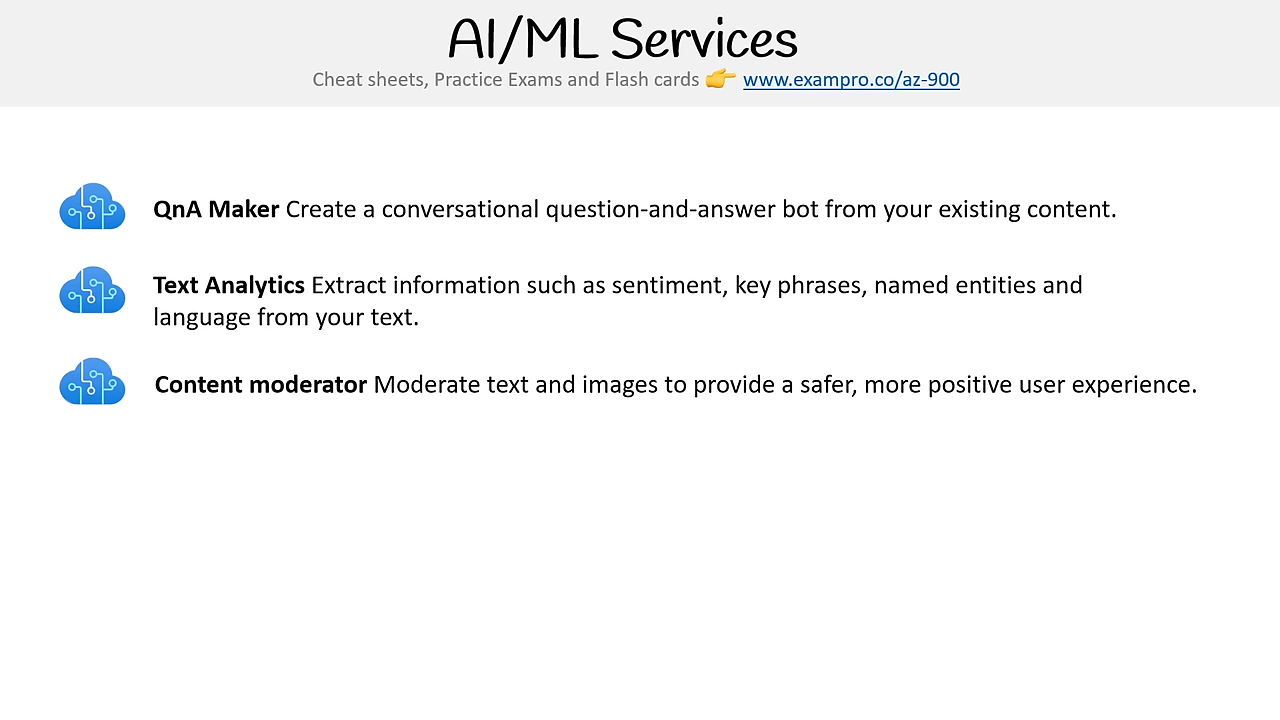 AI/ML Services
Cheat sheets, Practice Exams and Flash cards 👉 www.exampro.co/az-900
QnA Maker Create a conversational question-and-answer bot from your existing content.
Text Analytics Extract information such as sentiment, key phrases, named entities and
language from your text.
Content moderator Moderate text and images to provide a safer, more positive user experience.